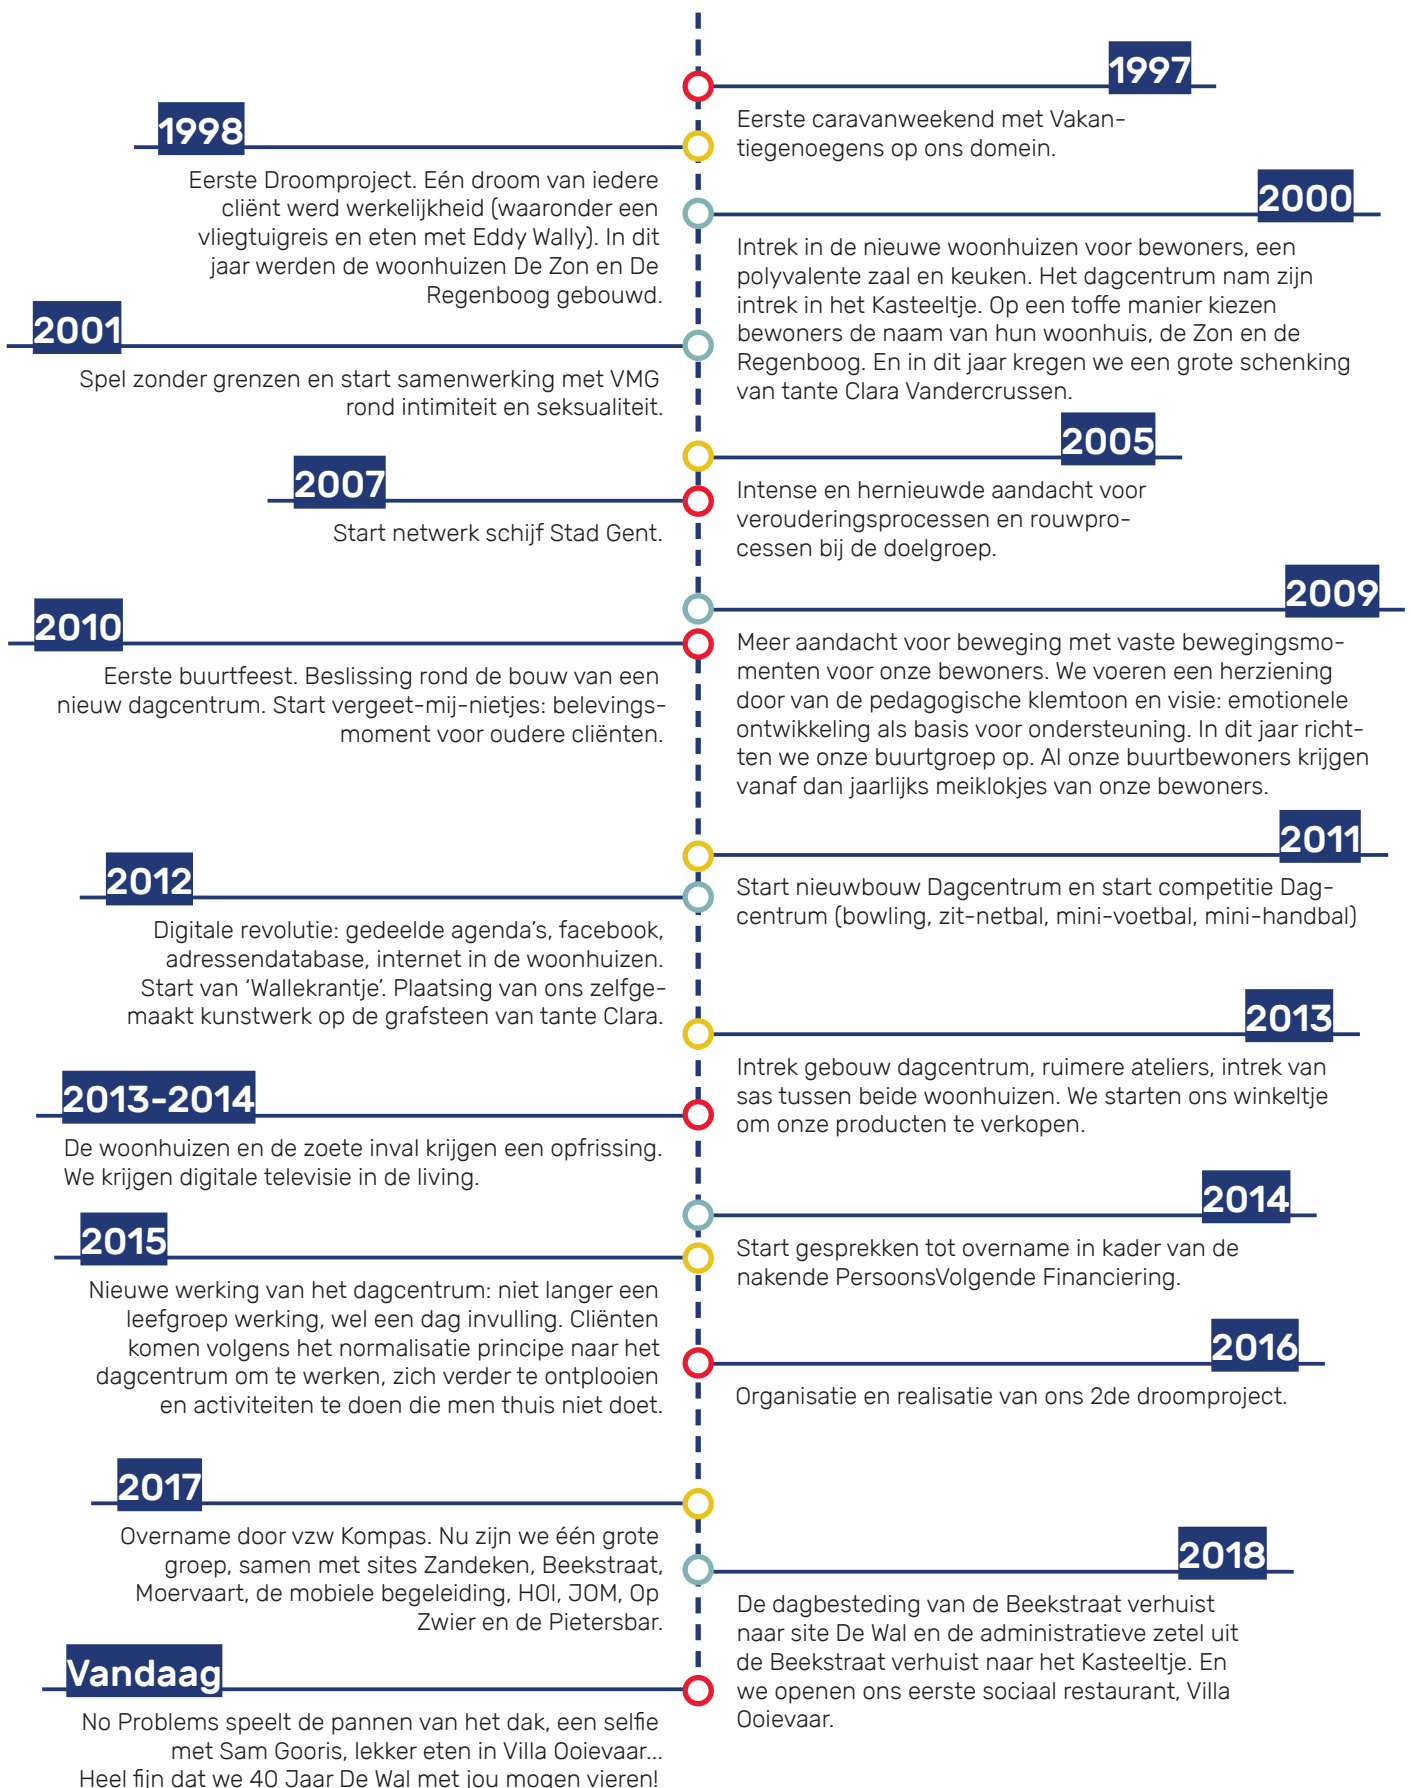 1997
Eerste caravanweekend met Vakan-
tiegenoegens op ons domein.
1998
Eerste Droomproject. Eén droom van iedere
cliënt werd werkelijkheid (waaronder een
vliegtuigreis en eten met Eddy Wally). In dit
jaar werden de woonhuizen De Zon en De
Regenboog gebouwd.
2000
Intrek in de nieuwe woonhuizen voor bewoners, een
polyvalente zaal en keuken. Het dagcentrum nam zijn
intrek in het Kasteeltje. Op een toffe manier kiezen
bewoners de naam van hun woonhuis, de Zon en de
Regenboog. En in dit jaar kregen we een grote schenking
van tante Clara Vandercrussen.
2001
Spel zonder grenzen en start samenwerking met VMG
rond intimiteit en seksualiteit.
2005
Intense en hernieuwde aandacht voor
verouderingsprocessen en rouwpro-
cessen bij de doelgroep.
2007
Start netwerk schijf Stad Gent.
2009
Meer aandacht voor beweging met vaste bewegingsmo-
menten voor onze bewoners. We voeren een herziening
door van de pedagogische klemtoon en visie: emotionele
ontwikkeling als basis voor ondersteuning. In dit jaar richt-
ten we onze buurtgroep op. Al onze buurtbewoners krijgen
vanaf dan jaarlijks meiklokjes van onze bewoners.
2010
Eerste buurtfeest. Beslissing rond de bouw van een
nieuw dagcentrum. Start vergeet-mij-nietjes: belevings-
moment voor oudere cliënten.
2011
Start nieuwbouw Dagcentrum en start competitie Dag-
centrum (bowling, zit-netbal, mini-voetbal, mini-handbal)
2012
Digitale revolutie: gedeelde agenda's, facebook,
adressendatabase, internet in de woonhuizen.
Start van ‘Wallekrantje’. Plaatsing van ons zelfge-
maakt kunstwerk op de grafsteen van tante Clara.
2013
Intrek gebouw dagcentrum, ruimere ateliers, intrek van
sas tussen beide woonhuizen. We starten ons winkeltje
om onze producten te verkopen.
2013-2014
De woonhuizen en de zoete inval krijgen een opfrissing.
We krijgen digitale televisie in de living.
2014
Start gesprekken tot overname in kader van de
nakende PersoonsVolgende Financiering.
2015
Nieuwe werking van het dagcentrum: niet langer een
leefgroep werking, wel een dag invulling. Cliënten
komen volgens het normalisatie principe naar het
dagcentrum om te werken, zich verder te ontplooien
en activiteiten te doen die men thuis niet doet.
2016
Organisatie en realisatie van ons 2de droomproject.
2017
Overname door vzw Kompas. Nu zijn we één grote
groep, samen met sites Zandeken, Beekstraat,
Moervaart, de mobiele begeleiding, HOI, JOM, Op
Zwier en de Pietersbar.
2018
De dagbesteding van de Beekstraat verhuist
naar site De Wal en de administratieve zetel uit
de Beekstraat verhuist naar het Kasteeltje. En
we openen ons eerste sociaal restaurant, Villa
Ooievaar.
Vandaag
No Problems speelt de pannen van het dak, een selfie
met Sam Gooris, lekker eten in Villa Ooievaar...
Heel fijn dat we 40 Jaar De Wal met jou mogen vieren!